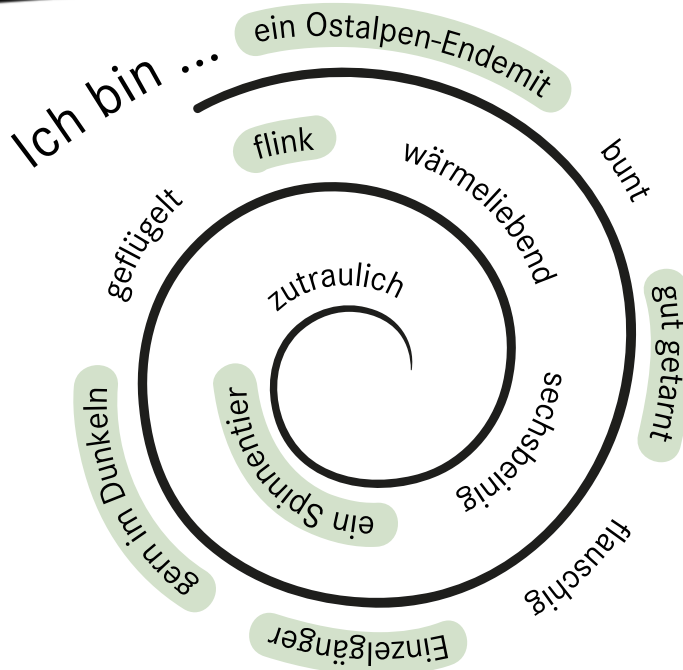 Ich bin ...
ein Ostalpen-Endemit
bunt
gut getarnt
flauschig
Einzelgänger
gern im Dunkeln
geflügelt
flink
wärmeliebend
sechsbeinig
ein Spinnentier
zutraulich